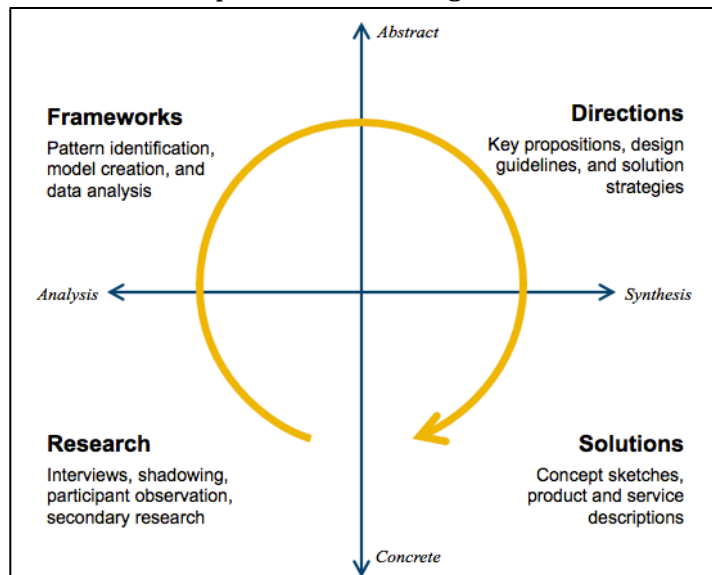 Abstract
Frameworks
Pattern identification,
model creation, and
data analysis
Directions
Key propositions, design
guidelines, and solution
strategies
Analysis
Synthesis
Research
Interviews, shadowing,
participant observation,
secondary research
Solutions
Concept sketches,
product and service
descriptions
Concrete